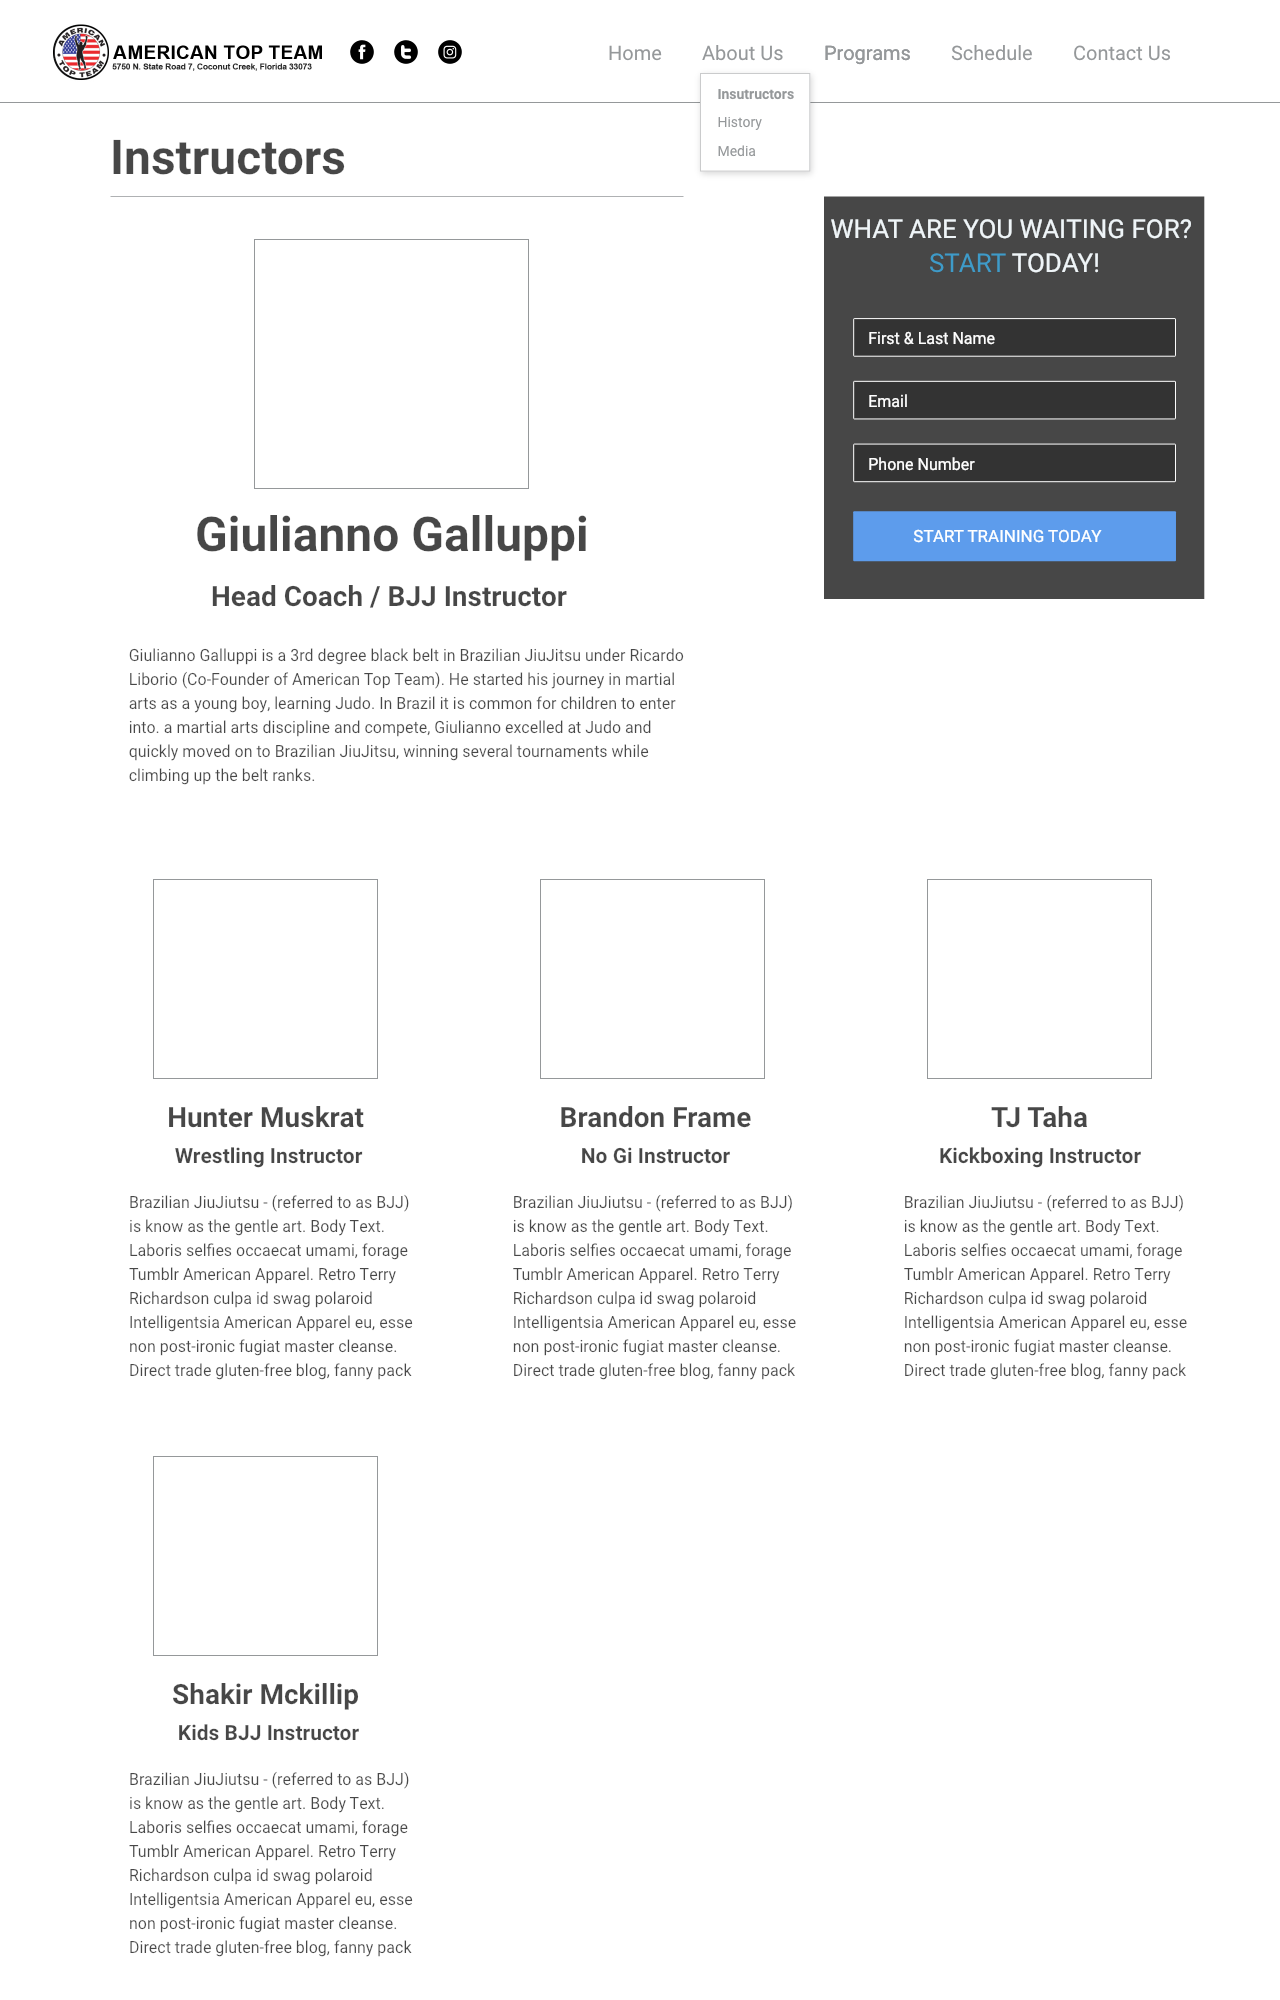 AMERICAN
TOP TEAM
AMERICAN TOP TEAM
5750 N. State Road 7, Coconut Creek, Florida 33073
Home
About Us
Programs
Schedule
Contact Us
Insutructors
History
Media
Instructors
WHAT ARE YOU WAITING FOR?
START TODAY!
First & Last Name
Email
Phone Number
START TRAINING TODAY
Giulianno Galluppi
Head Coach / BJJ Instructor
Giulianno Galluppi is a 3rd degree black belt in Brazilian JiuJitsu under Ricardo
Liborio (Co-Founder of American Top Team). He started his journey in martial
arts as a young boy, learning Judo. In Brazil it is common for children to enter
into. a martial arts discipline and compete, Giulianno excelled at Judo and
quickly moved on to Brazilian JiuJitsu, winning several tournaments while
climbing up the belt ranks.
Hunter Muskrat
Wrestling Instructor
Brazilian JiuJiutsu - (referred to as BJJ)
is know as the gentle art. Body Text.
Laboris selfies occaecat umami, forage
Tumblr American Apparel. Retro Terry
Richardson culpa id swag polaroid
Intelligentsia American Apparel eu, esse
non post-ironic fugiat master cleanse.
Direct trade gluten-free blog, fanny pack
Brandon Frame
No Gi Instructor
Brazilian JiuJiutsu - (referred to as BJJ)
is know as the gentle art. Body Text.
Laboris selfies occaecat umami, forage
Tumblr American Apparel. Retro Terry
Richardson culpa id swag polaroid
Intelligentsia American Apparel eu, esse
non post-ironic fugiat master cleanse.
Direct trade gluten-free blog, fanny pack
TJ Taha
Kickboxing Instructor
Brazilian JiuJiutsu - (referred to as BJJ)
is know as the gentle art. Body Text.
Laboris selfies occaecat umami, forage
Tumblr American Apparel. Retro Terry
Richardson culpa id swag polaroid
Intelligentsia American Apparel eu, esse
non post-ironic fugiat master cleanse.
Direct trade gluten-free blog, fanny pack
Shakir Mckillip
Kids BJJ Instructor
Brazilian JiuJiutsu - (referred to as BJJ)
is know as the gentle art. Body Text.
Laboris selfies occaecat umami, forage
Tumblr American Apparel. Retro Terry
Richardson culpa id swag polaroid
Intelligentsia American Apparel eu, esse
non post-ironic fugiat master cleanse.
Direct trade gluten-free blog, fanny pack